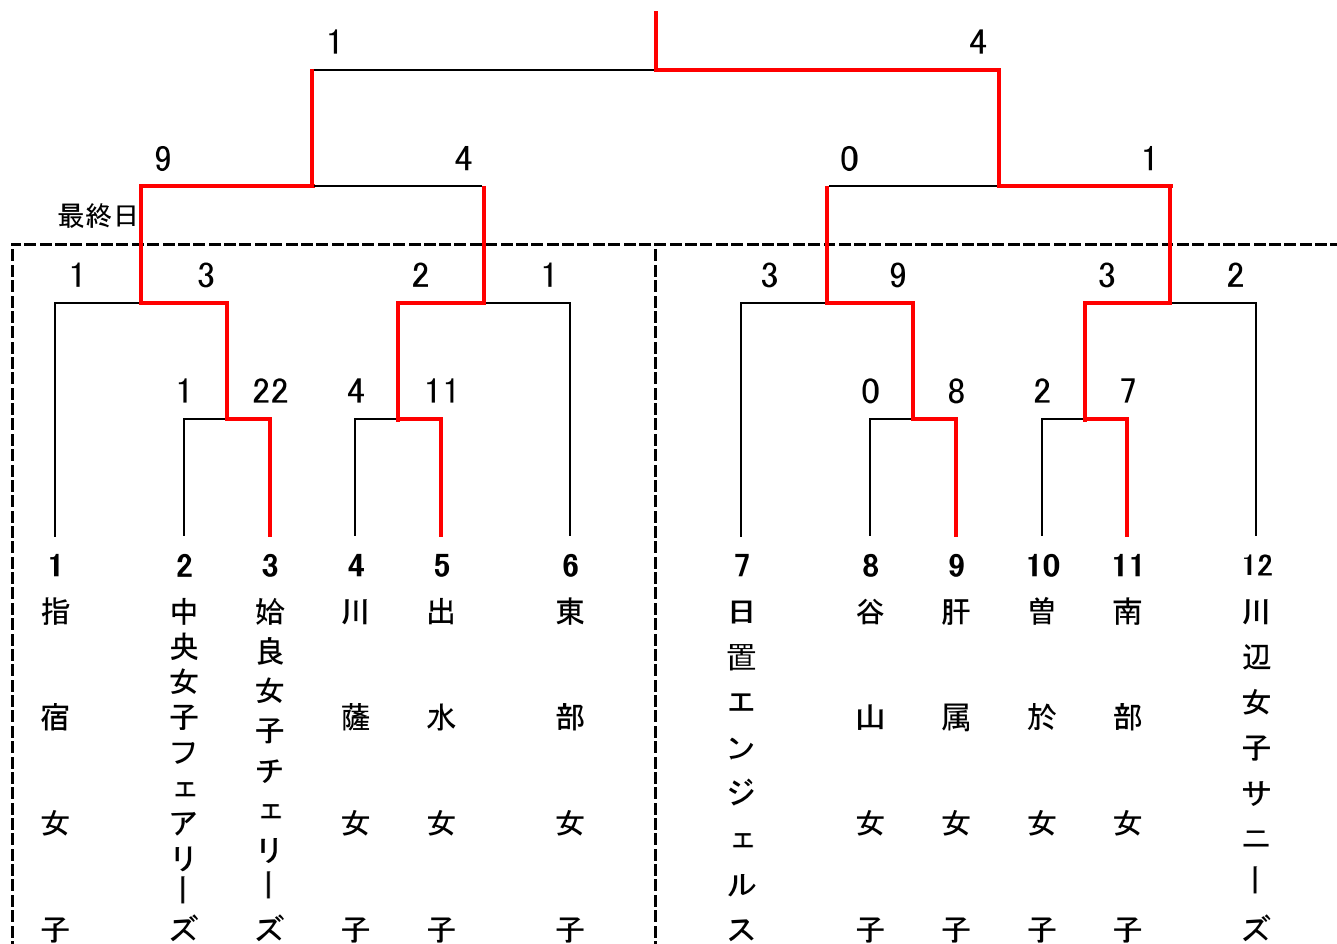 1 4
9 4 0 1
最終日
1 3 2 1 3 9 3 2
1 22 4 11 0 8 2 7
1 2 3 4 5 6 7 8 9 10 11 12
指宿女子
中央女子フェアリーズ
姶良女子チェリーズ
川薩女子
出水女子
東部女子
日置エンジェルス
谷山女子
肝属女子
曽於女子
南部女子
川辺女子サニーズ